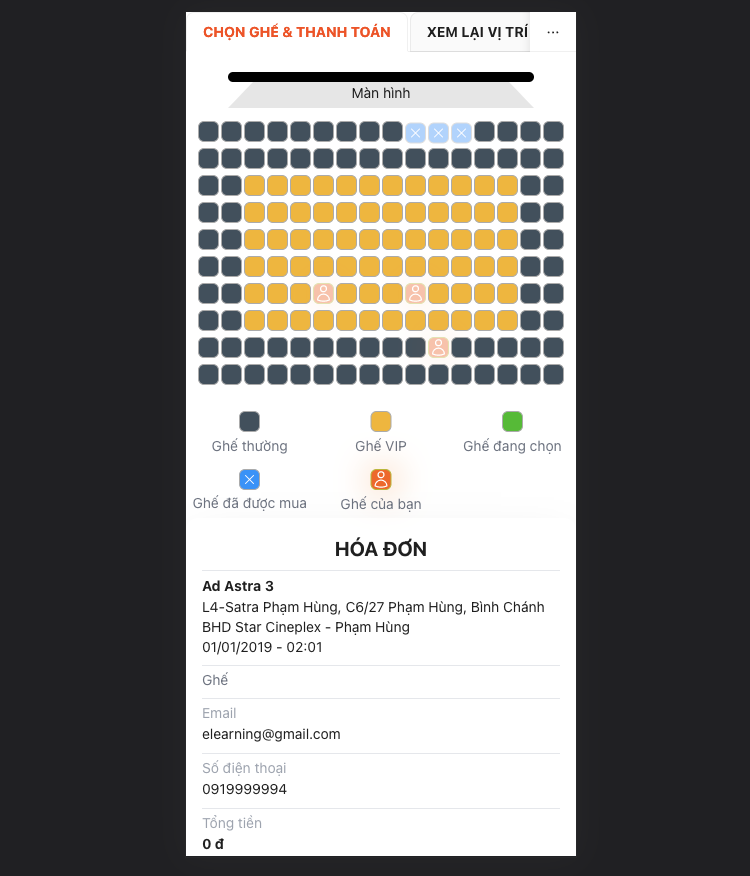 CHỌN GHẾ & THANH TOÁN
XEM LẠI VỊ TRÍ
Màn hình
Ghế thường
Ghế VIP
Ghế đang chọn
Ghế đã được mua
Ghế của bạn
HÓA ĐƠN
Ad Astra 3
L4-Satra Phạm Hùng, C6/27 Phạm Hùng, Bình Chánh
BHD Star Cineplex - Phạm Hùng
01/01/2019 - 02:01
Ghế
Email
elearning@gmail.com
Số điện thoại
0919999994
Tổng tiền
0 đ